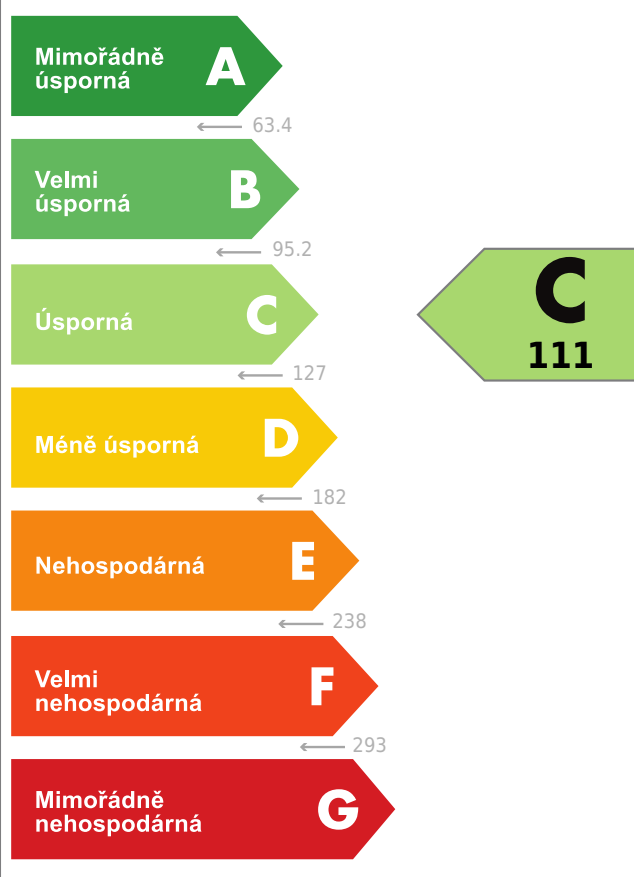 Mimořádně
úsporná
A
63.4
Velmi
úsporná
B
95.2
Úsporná
C
127
C
111
Méně úsporná
D
182
Nehospodárná
E
238
Velmi
nehospodárná
F
293
Mimořádně
nehospodárná
G